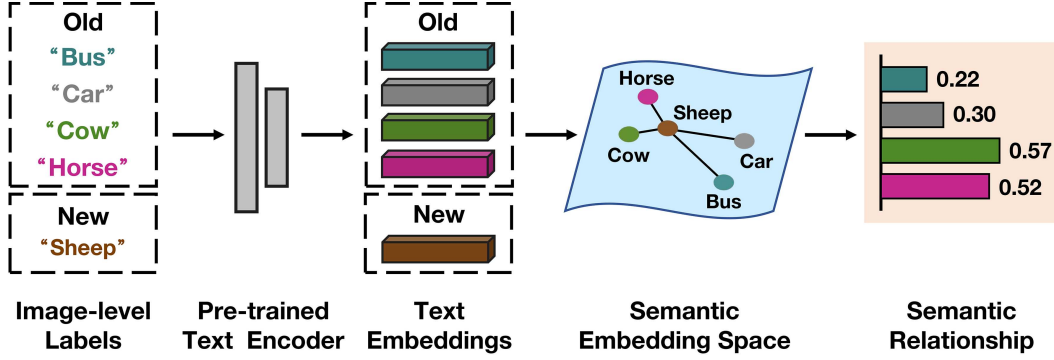 Old
“Bus”
“Car”
“Cow”
“Horse”
New
“Sheep”
Image-level
Labels
Pre-trained
Text Encoder
Old
New
Text
Embeddings
Horse
Sheep
Cow
Car
Bus
Semantic
Embedding Space
0.22
0.30
0.57
0.52
Semantic
Relationship